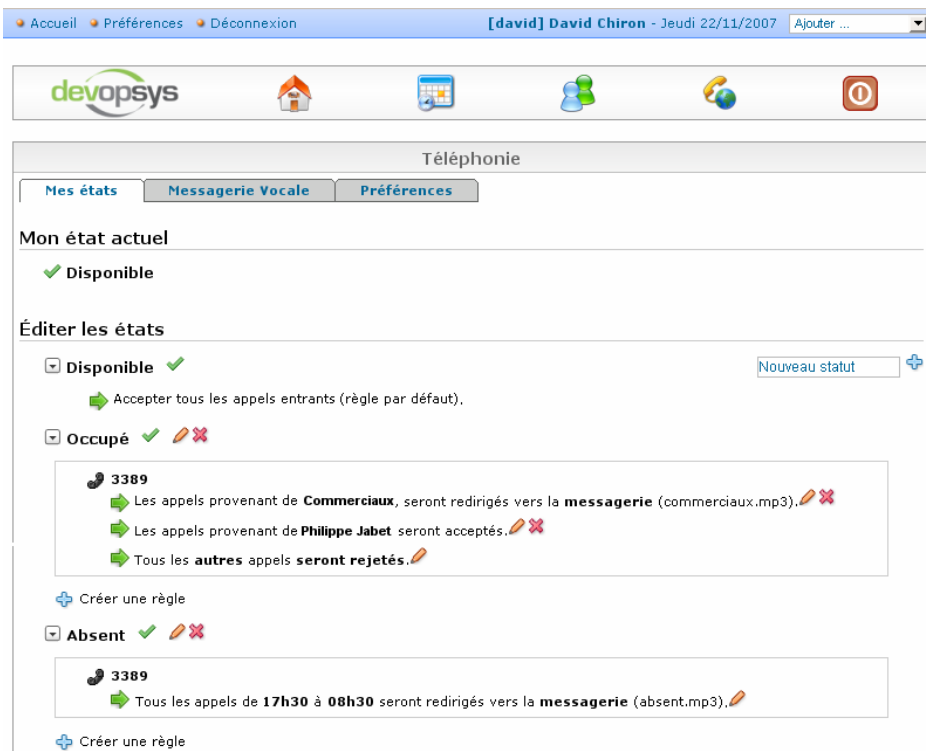 Accueil Préférences Déconnexion [david] David Chiron - Jeudi 22/11/2007 Ajouter ...
devopsys
Téléphonie
Mes états Messagerie Vocale Préférences
Mon état actuel
Disponible
Éditer les états
Disponible Nouveau statut
Accepter tous les appels entrants (règle par défaut).
Occupé
3389
Les appels provenant de Commerciaux, seront redirigés vers la messagerie (commerciaux.mp3).
Les appels provenant de Philippe Jabet seront acceptés.
Tous les autres appels seront rejetés.
Créer une règle
Absent
3389
Tous les appels de 17h30 à 08h30 seront redirigés vers la messagerie (absent.mp3).
Créer une règle